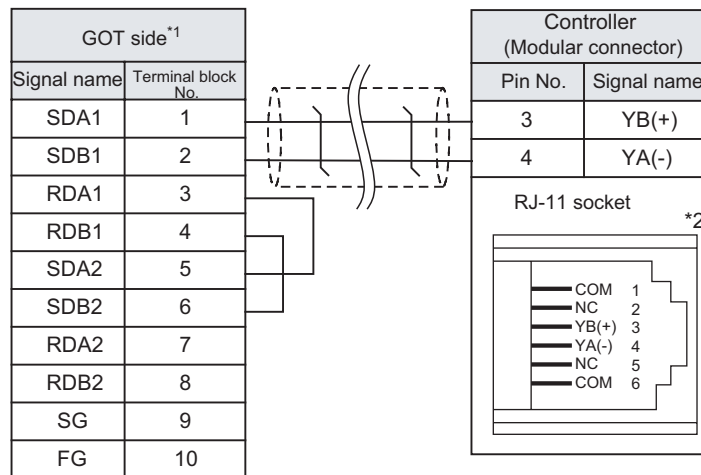 GOT side*1
Signal name Terminal block No.
SDA1 1
SDB1 2
RDA1 3
RDB1 4
SDA2 5
SDB2 6
RDA2 7
RDB2 8
SG 9
FG 10
Controller
(Modular connector)
Pin No. Signal name
3 YB(+)
4 YA(-)
RJ-11 socket
*2
COM 1
NC 2
YB(+) 3
YA(-) 4
NC 5
COM 6